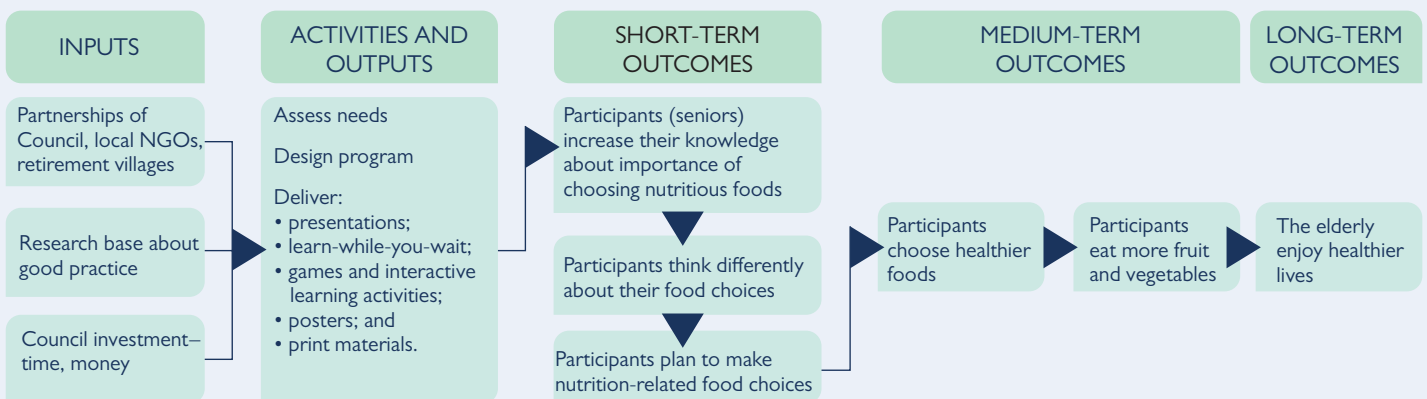 INPUTS
Partnerships of
Council, local NGOs,
retirement villages
Research base about
good practice
Council investment–
time, money
ACTIVITIES AND
OUTPUTS
Assess needs
Design program
Deliver:
• presentations;
• learn-while-you-wait;
• games and interactive
learning activities;
• posters; and
• print materials.
SHORT-TERM
OUTCOMES
Participants (seniors)
increase their knowledge
about importance of
choosing nutritious foods
Participants think differently
about their food choices
Participants plan to make
nutrition-related food choices
MEDIUM-TERM
OUTCOMES
Participants
choose healthier
foods
Participants
eat more fruit
and vegetables
LONG-TERM
OUTCOMES
The elderly
enjoy healthier
lives